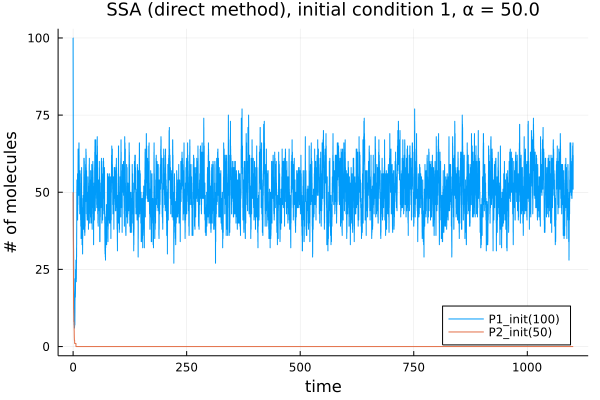 SSA (direct method), initial condition 1, α = 50.0
100
75
50
25
0
# of molecules
P1_init(100)
P2_init(50)
0
250
500
750
1000
time